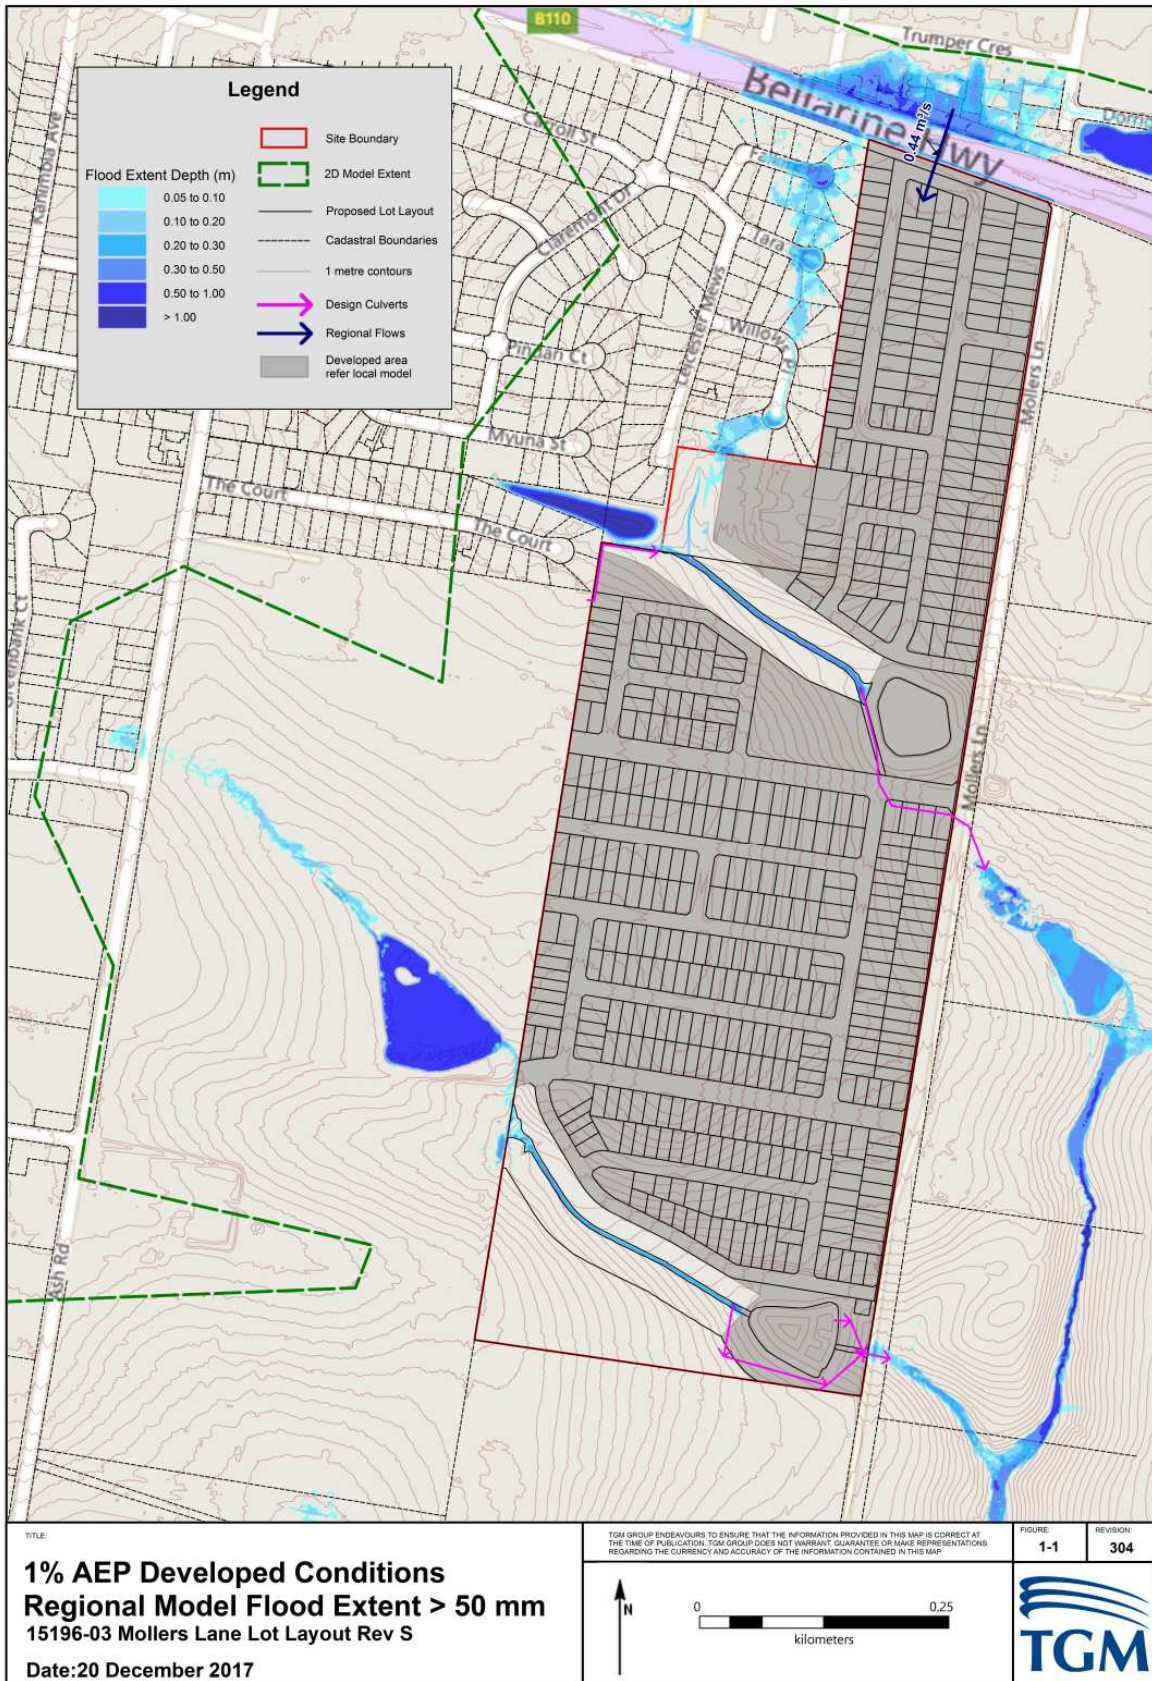 B110
Trumper Cres
Bellarine Hwy
0.44 m³/s
Kanimbla Ave
Carroll St
Claremont Dr
Tara
Leicester Mews
Willow
Pl
Pindari Ct
Myuna St
The Court
The Court
Greenbank Ct
Mollers Ln
Mollers Ln
Ash Rd
Legend
Flood Extent Depth (m)
0.05 to 0.10
0.10 to 0.20
0.20 to 0.30
0.30 to 0.50
0.50 to 1.00
> 1.00
Site Boundary
2D Model Extent
Proposed Lot Layout
Cadastral Boundaries
1 metre contours
Design Culverts
Regional Flows
Developed area
refer local model
TITLE:
1% AEP Developed Conditions
Regional Model Flood Extent > 50 mm
15196-03 Mollers Lane Lot Layout Rev S
Date:20 December 2017
TGM GROUP ENDEAVOURS TO ENSURE THAT THE INFORMATION PROVIDED IN THIS MAP IS CORRECT AT
THE TIME OF PUBLICATION. TGM GROUP DOES NOT WARRANT, GUARANTEE OR MAKE REPRESENTATIONS
REGARDING THE CURRENCY AND ACCURACY OF THE INFORMATION CONTAINED IN THIS MAP.
N
0
0.25
kilometers
FIGURE:
1-1
REVISION:
304
TGM